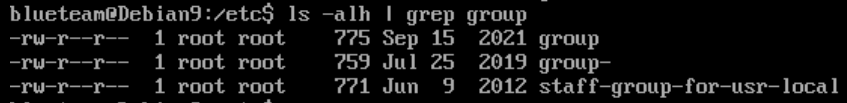 blueteam@Debian9:/etc$ ls -alh | grep group
-rw-r--r-- 1 root root 775 Sep 15 2021 group
-rw-r--r-- 1 root root 759 Jul 25 2019 group-
-rw-r--r-- 1 root root 771 Jun 9 2012 staff-group-for-usr-local